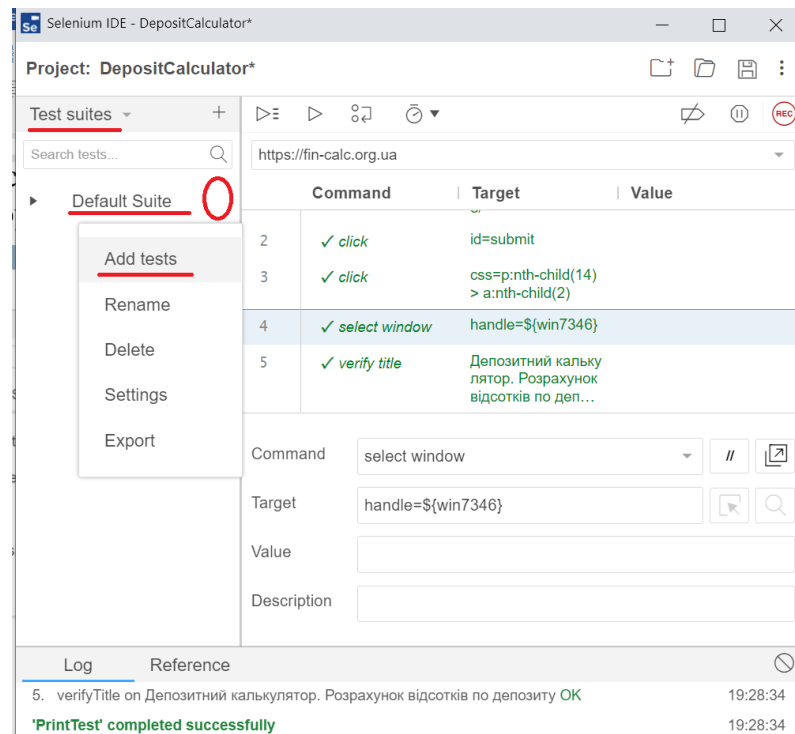 Selenium IDE - DepositCalculator*
Project: DepositCalculator*
Test suites
Search tests...
https://fin-calc.org.ua
Default Suite
Command Target Value
2 ✓ click id=submit
3 ✓ click css=p:nth-child(14)
> a:nth-child(2)
4 ✓ select window handle=${win7346}
5 ✓ verify title Депозитний кальку
лятор. Розрахунок
відсотків по деп…
REC
Add tests
Rename
Delete
Settings
Export
Command select window //
Target handle=${win7346}
Value
Description
Log Reference
5. verifyTitle on Депозитний калькулятор. Розрахунок відсотків по депозиту OK 19:28:34
'PrintTest' completed successfully 19:28:34